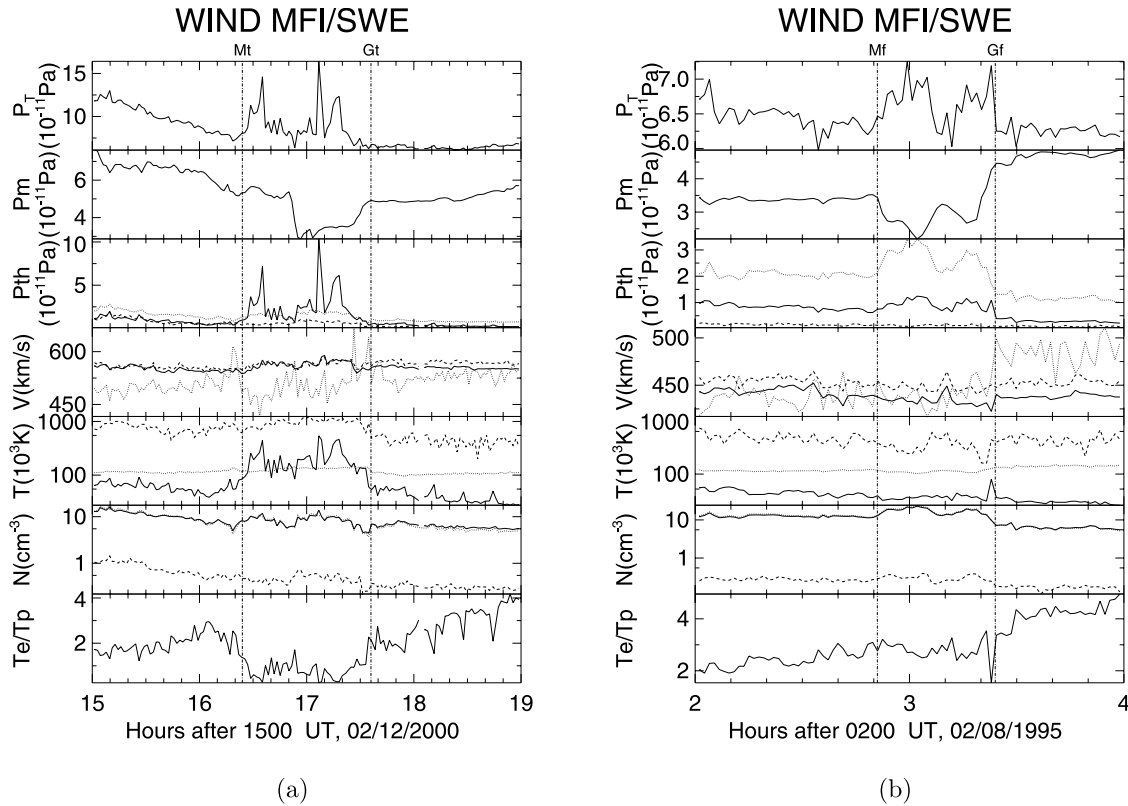 WIND MFI/SWE
Mt Gt
15
10
P_T (10⁻¹¹Pa)
6
4
Pm (10⁻¹¹Pa)
10
5
0
Pth (10⁻¹¹Pa)
600
450
V(km/s)
1000
100
T(10³K)
10
1
N(cm⁻³)
4
2
Te/Tp
15 16 17 18 19
Hours after 1500 UT, 02/12/2000
(a)
WIND MFI/SWE
Mf Gf
7.0
6.5
6.0
P_T (10⁻¹¹Pa)
4
3
2
Pm (10⁻¹¹Pa)
3
2
1
Pth (10⁻¹¹Pa)
500
450
V(km/s)
1000
100
T(10³K)
10
1
N(cm⁻³)
4
2
Te/Tp
2 3 4
Hours after 0200 UT, 02/08/1995
(b)